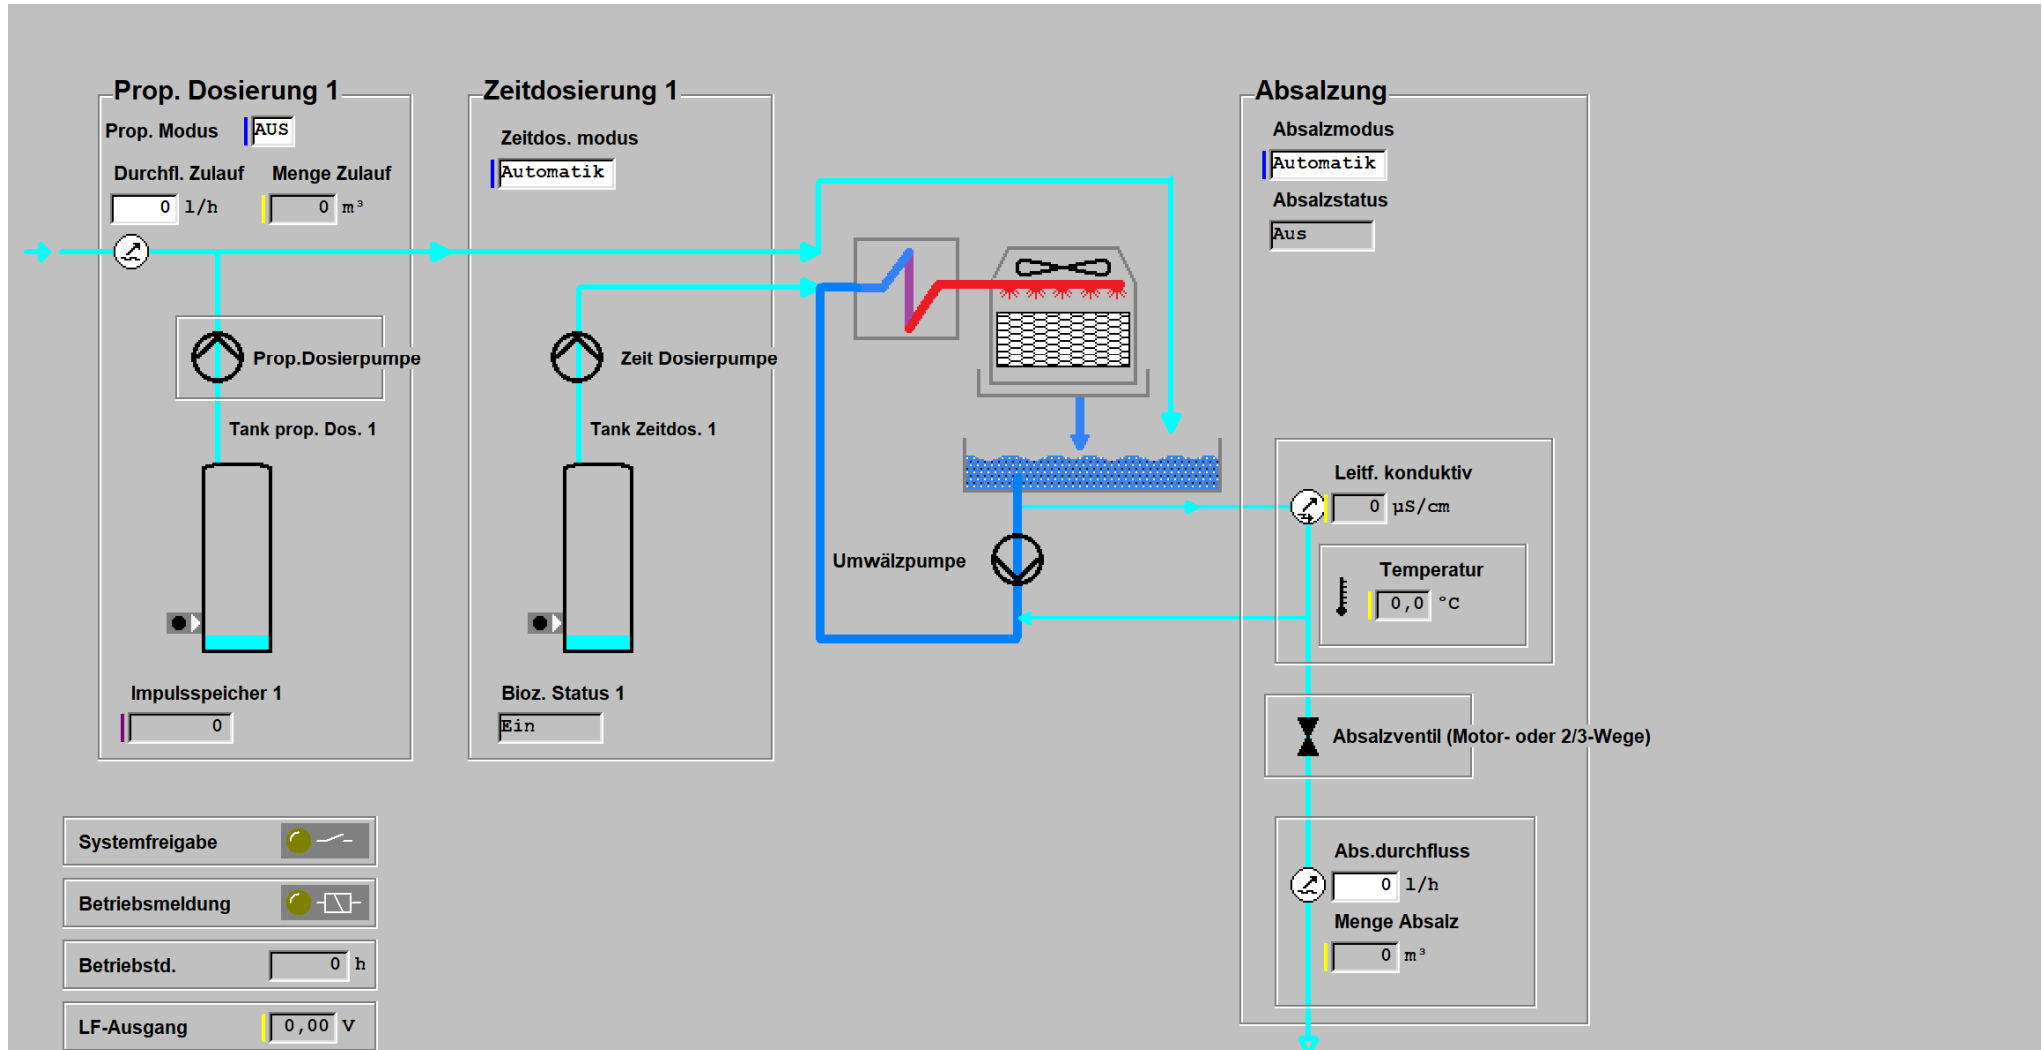 Prop. Dosierung 1
Prop. Modus AUS
Durchfl. Zulauf Menge Zulauf
0 l/h 0 m³
Prop.Dosierpumpe
Tank prop. Dos. 1
Impulsspeicher 1
0
Zeitdosierung 1
Zeitdos. modus
Automatik
Zeit Dosierpumpe
Tank Zeitdos. 1
Bioz. Status 1
Ein
Umwälzpumpe
Absalzung
Absalzmodus
Automatik
Absalzstatus
Aus
Leitf. konduktiv
0 µS/cm
Temperatur
0,0 °C
Absalzventil (Motor- oder 2/3-Wege)
Abs.durchfluss
0 l/h
Menge Absalz
0 m³
Systemfreigabe
Betriebsmeldung
Betriebstd. 0 h
LF-Ausgang 0,00 V